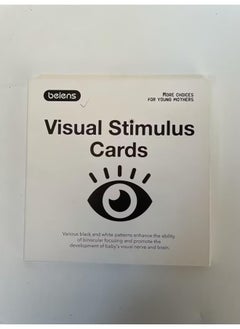 belens
MORE CHOICES
FOR YOUNG MOTHERS
Visual Stimulus
Cards
Various black and white patterns enhance the ability
of binocular focusing and promote the
development of baby's visual nerve and brain.